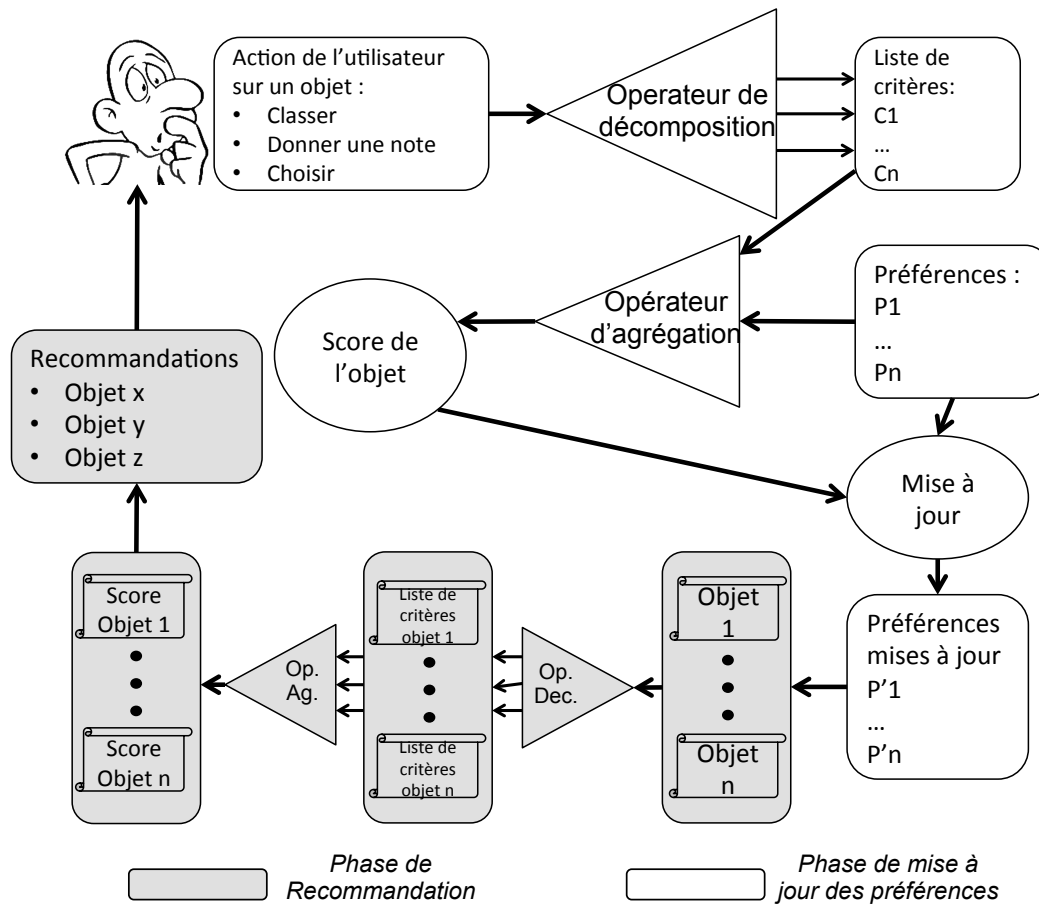 Action de l’utilisateur
sur un objet :
• Classer
• Donner une note
• Choisir
Operateur de
décomposition
Liste de
critères:
C1
...
Cn
Préférences :
P1
...
Pn
Opérateur
d’agrégation
Score de
l’objet
Recommandations
• Objet x
• Objet y
• Objet z
Mise à
jour
Préférences
mises à jour
P’1
...
P’n
Objet
1
Objet
n
Op.
Dec.
Liste de
critères
objet 1
Liste de
critères
objet n
Op.
Ag.
Score
Objet 1
Score
Objet n
Phase de
Recommandation
Phase de mise à
jour des préférences